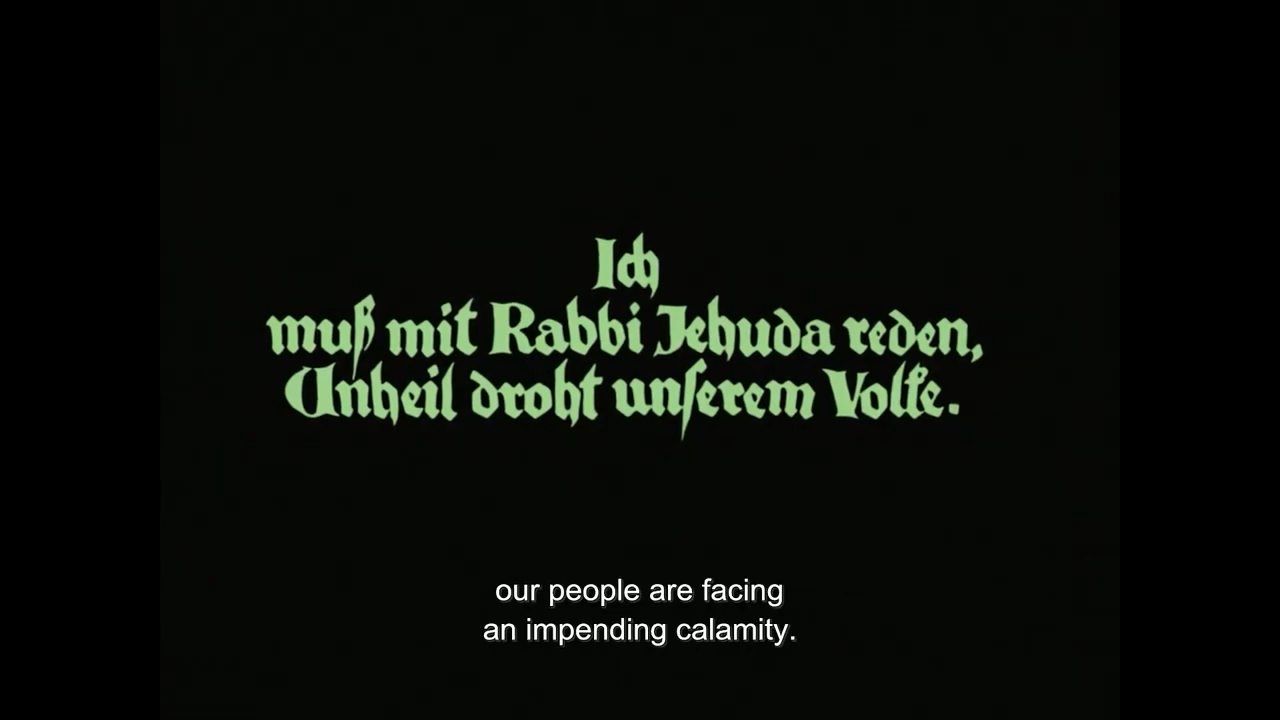 Ich
muß mit Rabbi Jehuda reden,
Unheil droht unserem Volke.
our people are facing
an impending calamity.